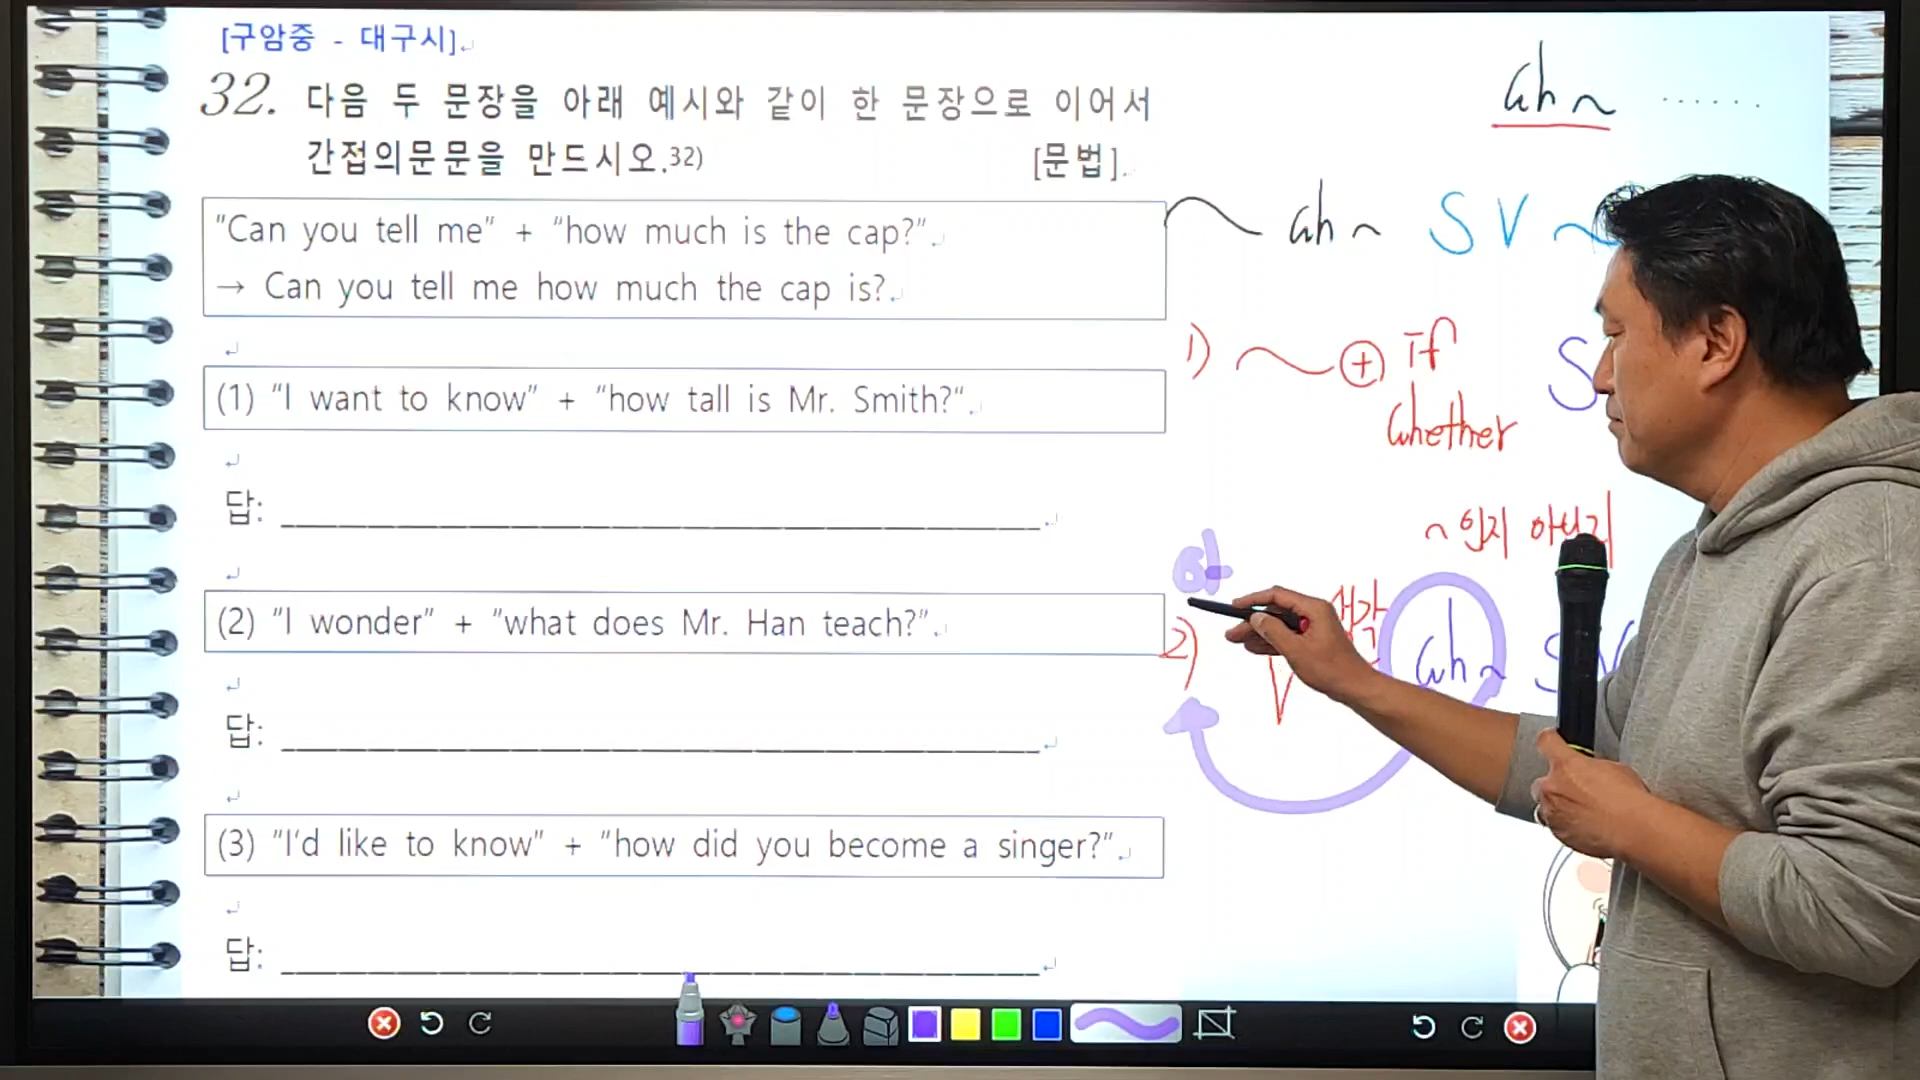 [구암중 - 대구시]
32. 다음 두 문장을 아래 예시와 같이 한 문장으로 이어서
간접의문문을 만드시오.32) [문법]
"Can you tell me" + "how much is the cap?"
→ Can you tell me how much the cap is?
(1) "I want to know" + "how tall is Mr. Smith?"
답:
(2) "I wonder" + "what does Mr. Han teach?"
답:
(3) "I'd like to know" + "how did you become a singer?"
답:
wh ~ ......
wh ~ S V ~
1) ~ + if S
whether
~인지 아닌지
앞
2) V wh ~ S V